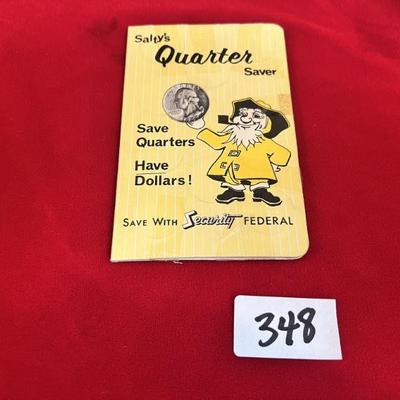 Salty's
Quarter
Saver
Save
Quarters
Have
Dollars!
SAVE WITH Security FEDERAL
348